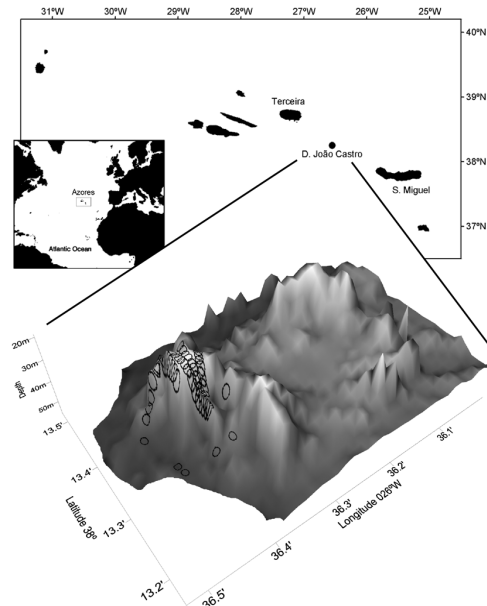 31ºW
29ºW
28ºW
27ºW
26ºW
25ºW
40ºN
39ºN
38ºN
37ºN
Terceira
D. João Castro
S. Miguel
Azores
Atlantic Ocean
20m
30m
40m
50m
Depth
13.5'
13.4'
13.3'
13.2'
Latitude 38º
36.5'
36.4'
36.3'
36.2'
36.1'
Longitude 026ºW